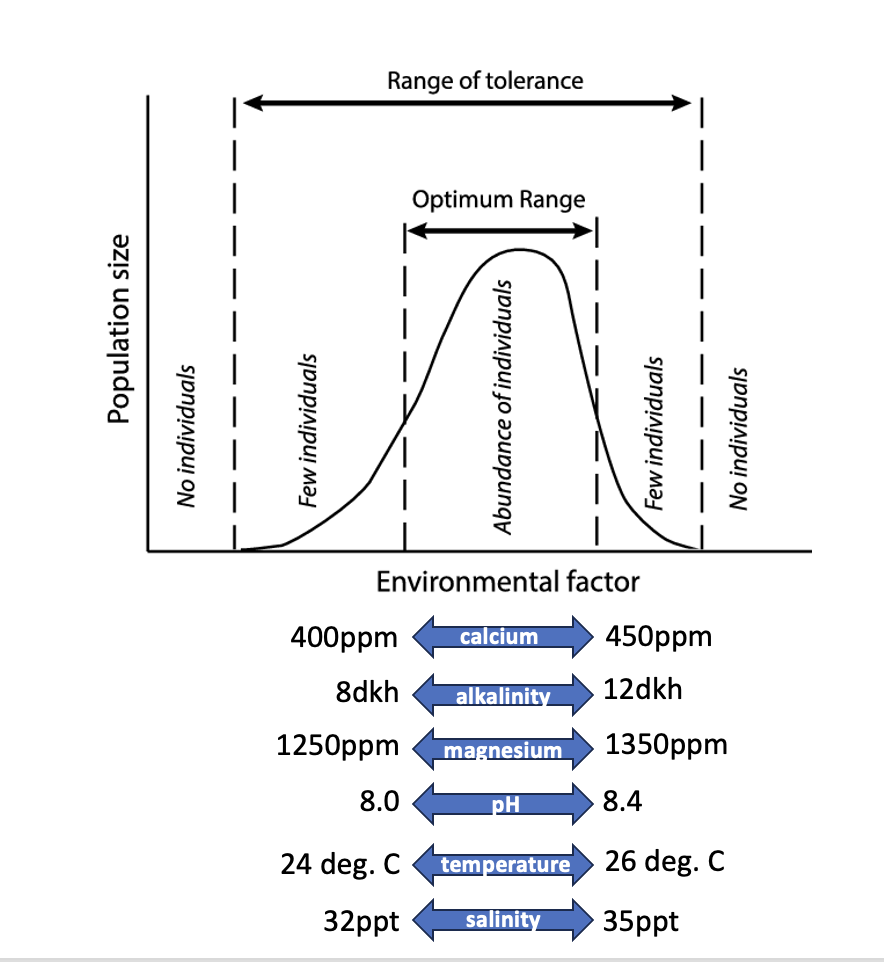 Range of tolerance
Optimum Range
Population size
No individuals
Few individuals
Abundance of individuals
Few individuals
No individuals
Environmental factor
400ppm calcium 450ppm
8dkh alkalinity 12dkh
1250ppm magnesium 1350ppm
8.0 pH 8.4
24 deg. C temperature 26 deg. C
32ppt salinity 35ppt